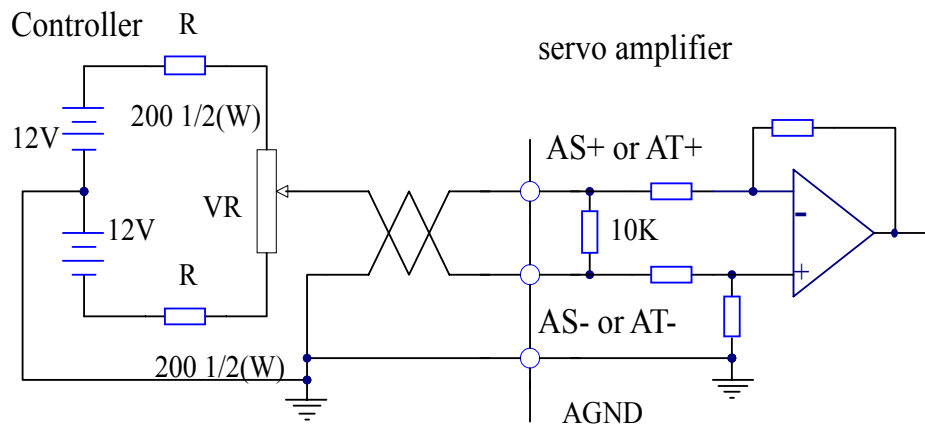 Controller
R
servo amplifier
200 1/2(W)
12V
AS+ or AT+
VR
-
12V
10K
+
R
AS- or AT-
200 1/2(W)
AGND